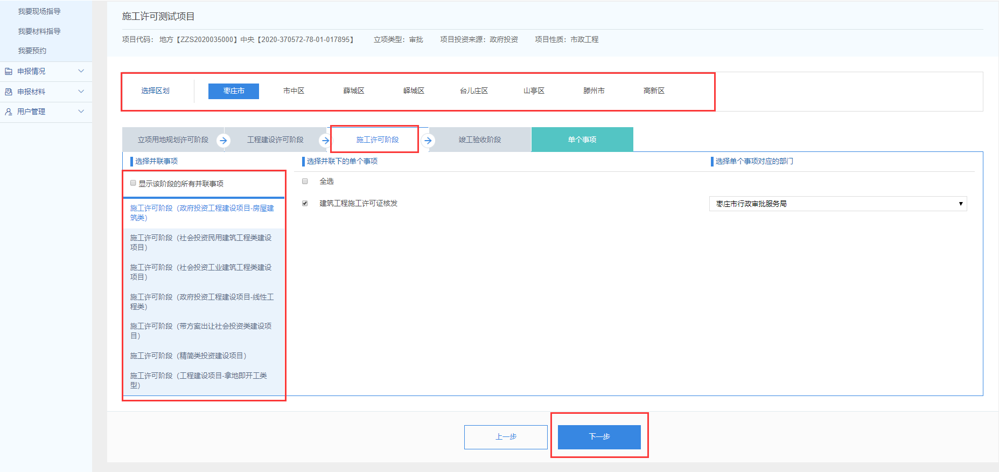 我要现场指导
我要材料指导
我要预约
申报情况
申报材料
用户管理
施工许可测试项目
项目代码： 地方【ZZS2020035000】中央【2020-370572-78-01-017895】 立项类型：审批 项目投资来源：政府投资 项目性质：市政工程
选择区划 枣庄市 市中区 薛城区 峄城区 台儿庄区 山亭区 滕州市 高新区
立项用地规划许可阶段 工程建设许可阶段 施工许可阶段 竣工验收阶段 单个事项
选择并联事项 选择并联下的单个事项 选择单个事项对应的部门
显示该阶段的所有并联事项
施工许可阶段（政府投资工程建设项目-房屋建
筑类）
施工许可阶段（社会投资民用建筑工程类建设
项目）
施工许可阶段（社会投资工业建筑工程类建设
项目）
施工许可阶段（政府投资工程建设项目-线性工
程类）
施工许可阶段（带方案出让社会投资类建设项
目）
施工许可阶段（精简类投资建设项目）
施工许可阶段（工程建设项目-拿地即开工类
型）
全选
建筑工程施工许可证核发 枣庄市行政审批服务局
上一步 下一步